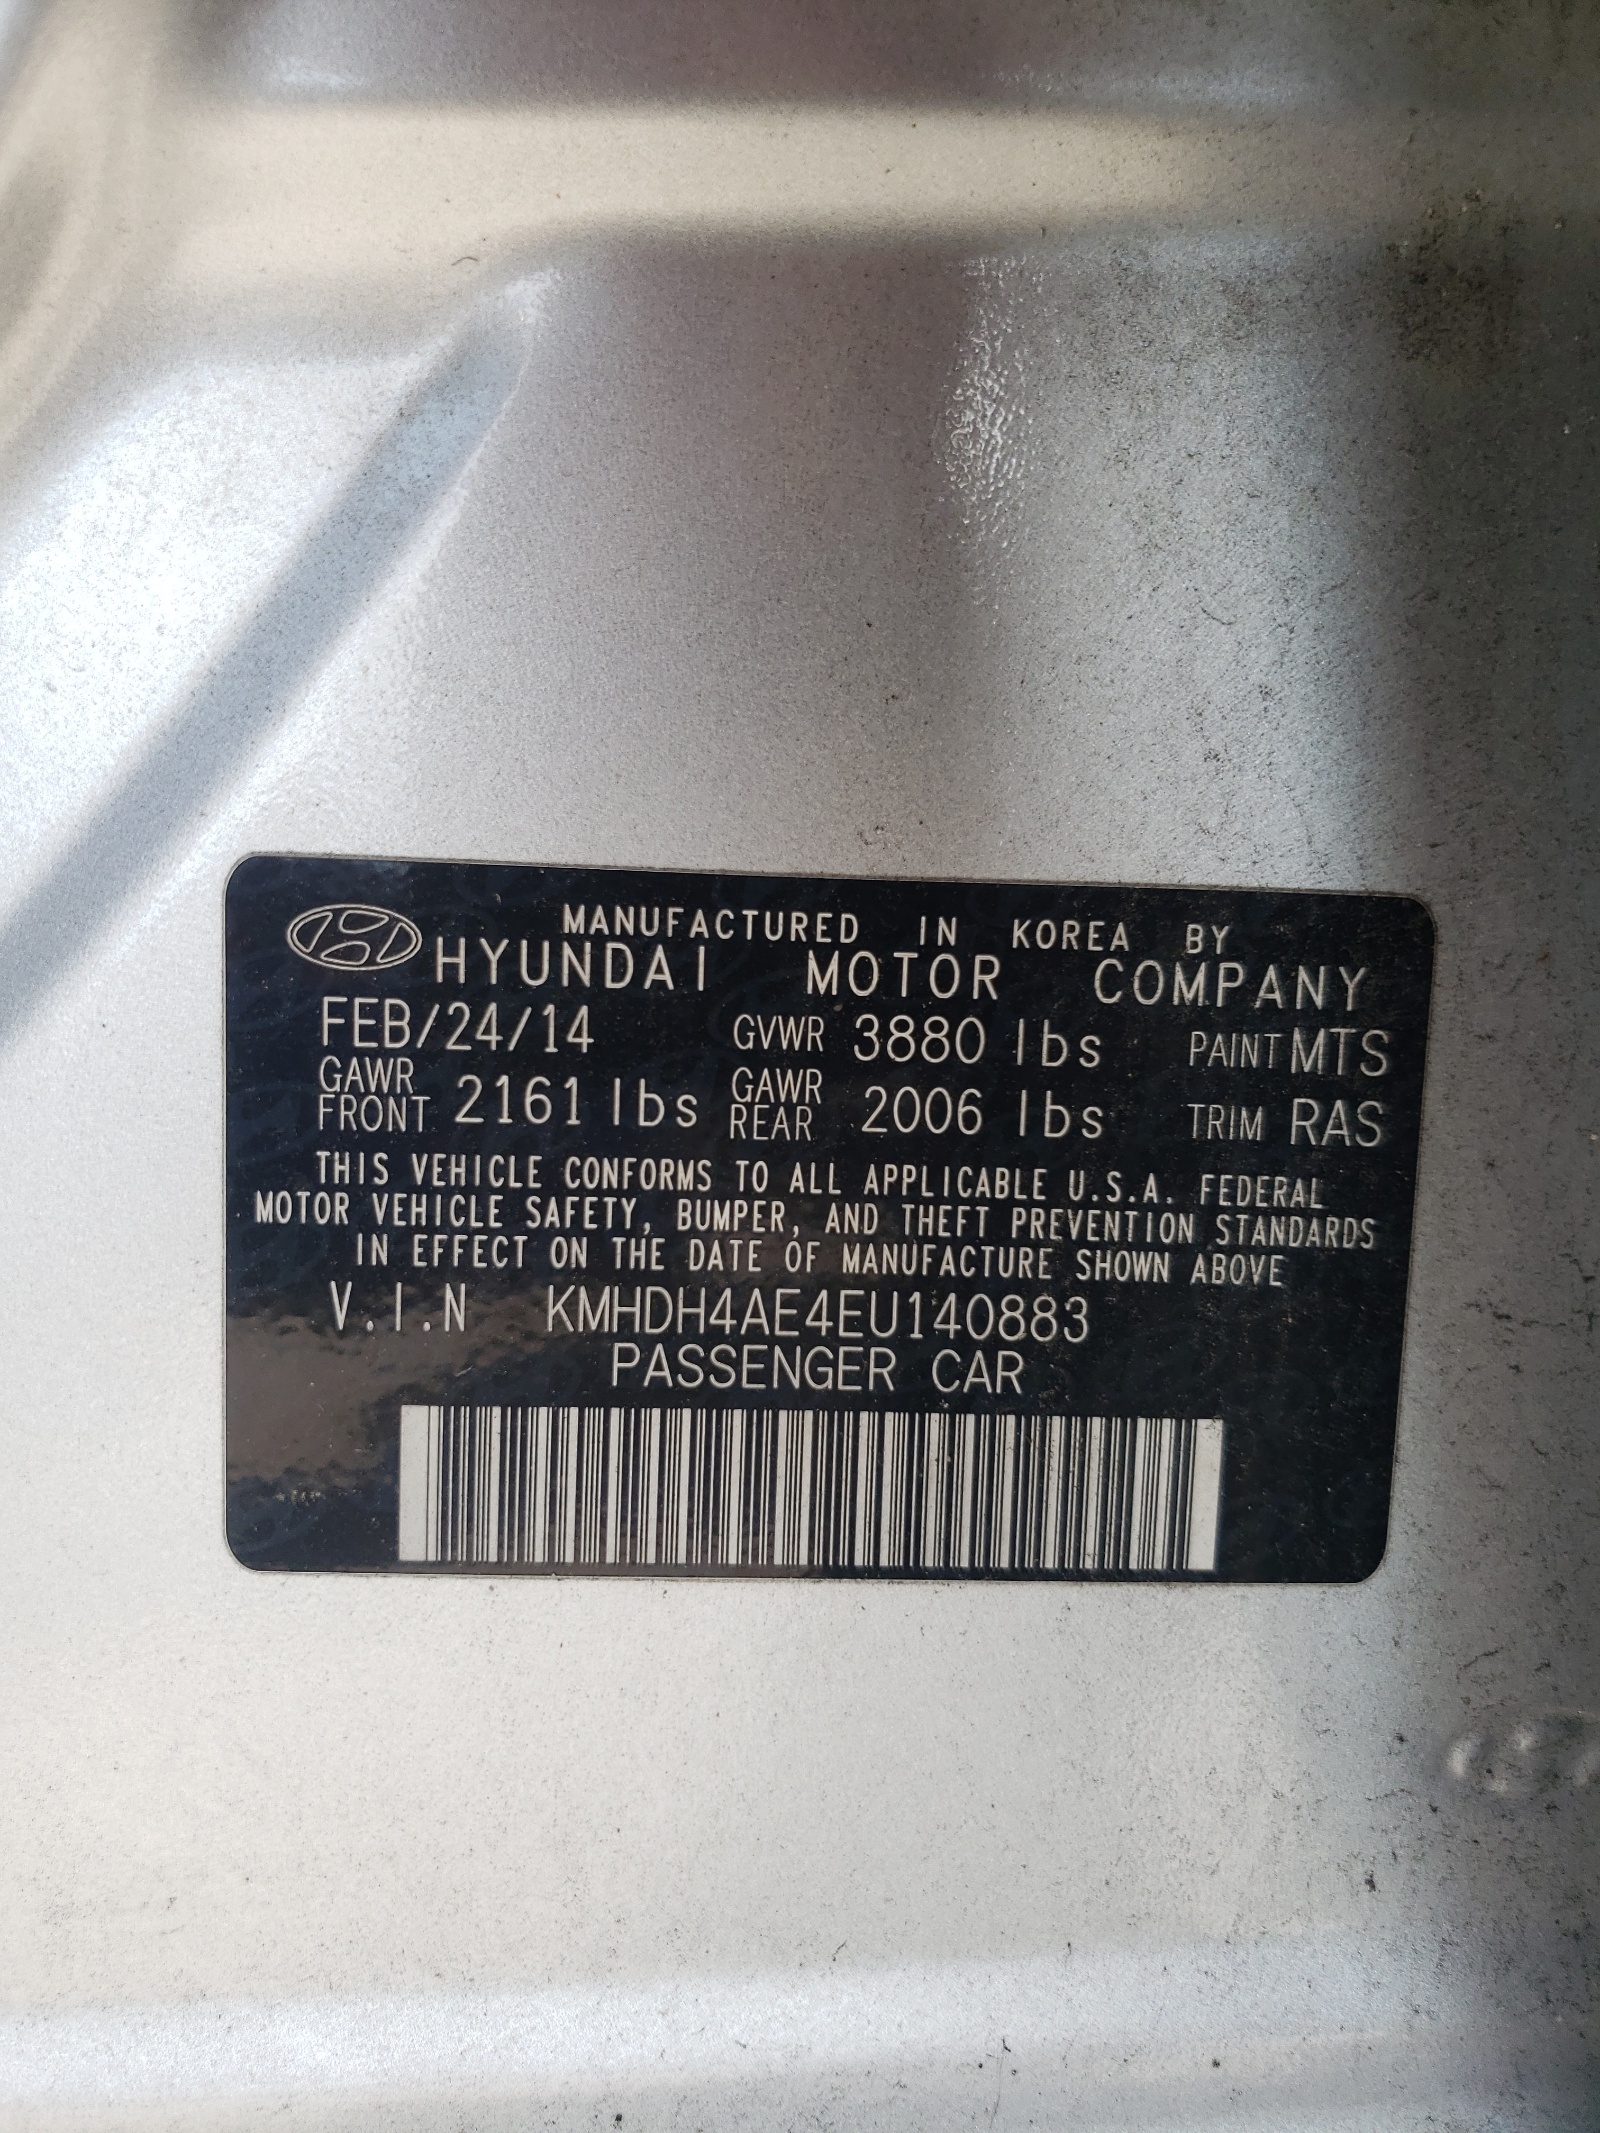 MANUFACTURED IN KOREA BY
HYUNDAI MOTOR COMPANY
FEB/24/14 GVWR 3880 lbs PAINT MTS
GAWR FRONT 2161 lbs GAWR REAR 2006 lbs TRIM RAS
THIS VEHICLE CONFORMS TO ALL APPLICABLE U.S.A. FEDERAL
MOTOR VEHICLE SAFETY, BUMPER, AND THEFT PREVENTION STANDARDS
IN EFFECT ON THE DATE OF MANUFACTURE SHOWN ABOVE
V.I.N KMHDH4AE4EU140883
PASSENGER CAR